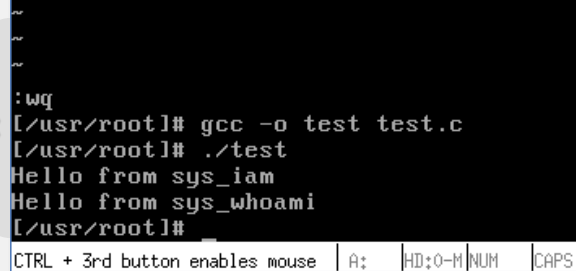 ~
~
~
:wq
[/usr/root]# gcc -o test test.c
[/usr/root]# ./test
Hello from sys_iam
Hello from sys_whoami
[/usr/root]# _
CTRL + 3rd button enables mouse A: HD:0-M NUM CAPS